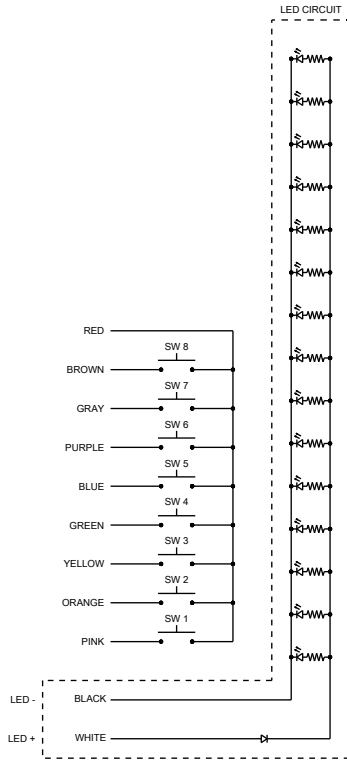 LED CIRCUIT
RED
SW 8
BROWN
SW 7
GRAY
SW 6
PURPLE
SW 5
BLUE
SW 4
GREEN
SW 3
YELLOW
SW 2
ORANGE
SW 1
PINK
LED - BLACK
LED + WHITE